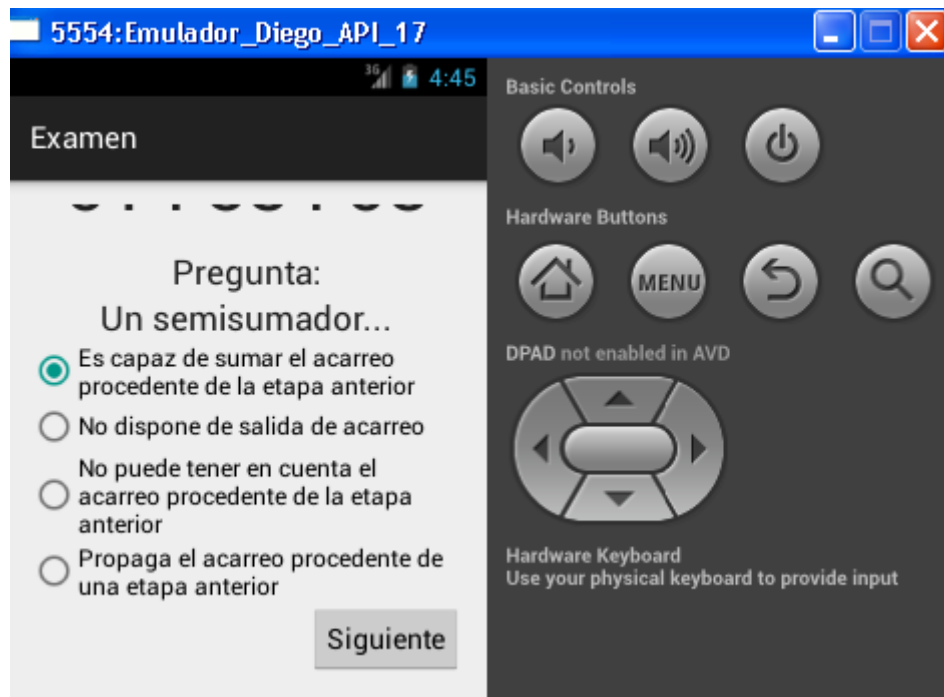 5554:Emulador_Diego_API_17
3G
4:45
Examen
Pregunta:
Un semisumador...
Es capaz de sumar el acarreo
procedente de la etapa anterior
No dispone de salida de acarreo
No puede tener en cuenta el
acarreo procedente de la etapa
anterior
Propaga el acarreo procedente de
una etapa anterior
Siguiente
Basic Controls
Hardware Buttons
MENU
DPAD not enabled in AVD
Hardware Keyboard
Use your physical keyboard to provide input